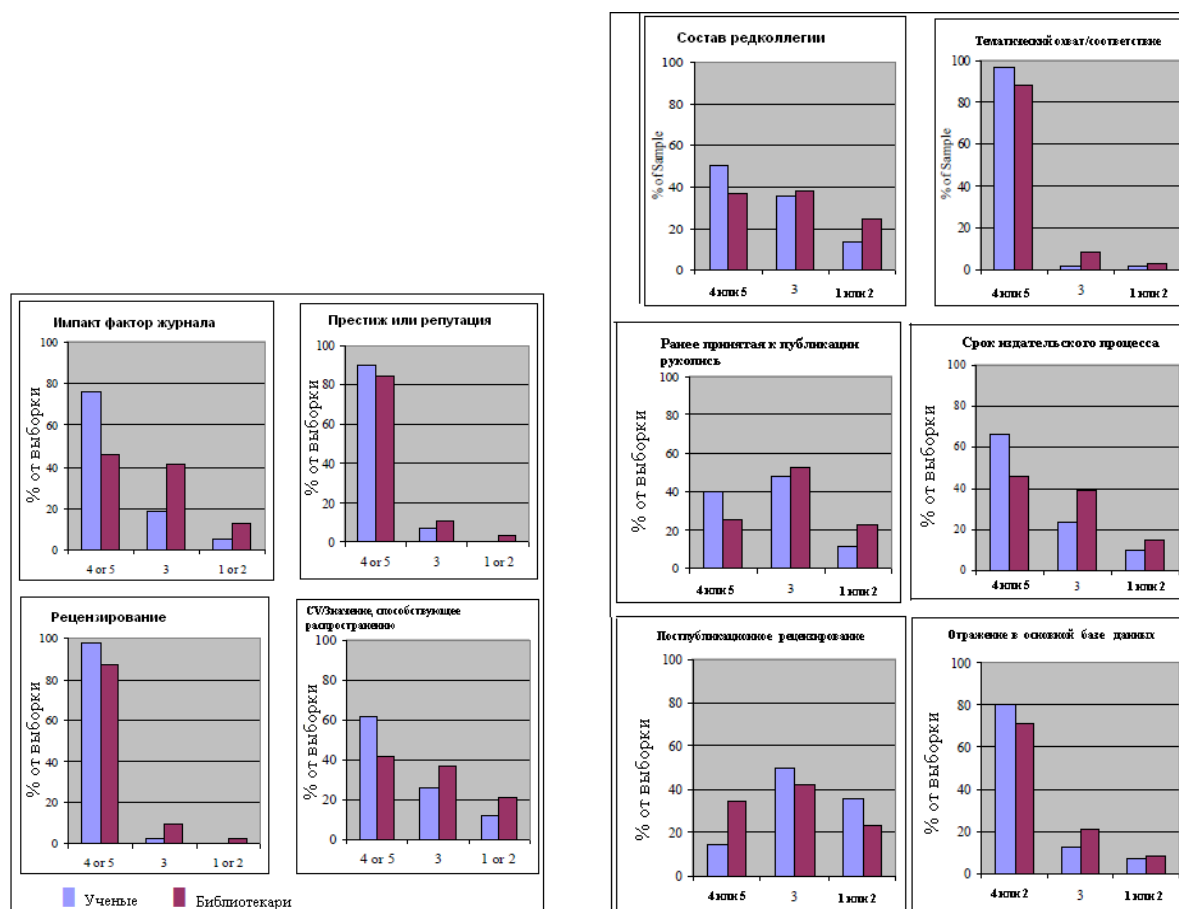 Импакт фактор журнала
% от выборки
100
80
60
40
20
0
4 or 5 3 1 or 2
Престиж или репутация
% от выборки
100
80
60
40
20
0
4 or 5 3 1 or 2
Рецензирование
% от выборки
100
80
60
40
20
0
4 or 5 3 1 or 2
CV/Значение, способствующее
распространению
% от выборки
100
80
60
40
20
0
4 or 5 3 1 or 2
Ученые Библиотекари
Состав редколлегии
% of Sample
100
80
60
40
20
0
4 или 5 3 1 или 2
Тематический охват/соответствие
% of Sample
100
80
60
40
20
0
4 или 5 3 1 или 2
Ранее принятая к публикации
рукопись
% от выборки
100
80
60
40
20
0
4 или 5 3 1 или 2
Срок издательского процесса
% от выборки
100
80
60
40
20
0
4 или 5 3 1 или 2
Постпубликационное рецензирование
% от выборки
100
80
60
40
20
0
4 или 5 3 1 или 2
Отражение в основной базе данных
% от выборки
100
80
60
40
20
0
4 или 2 3 1 или 2